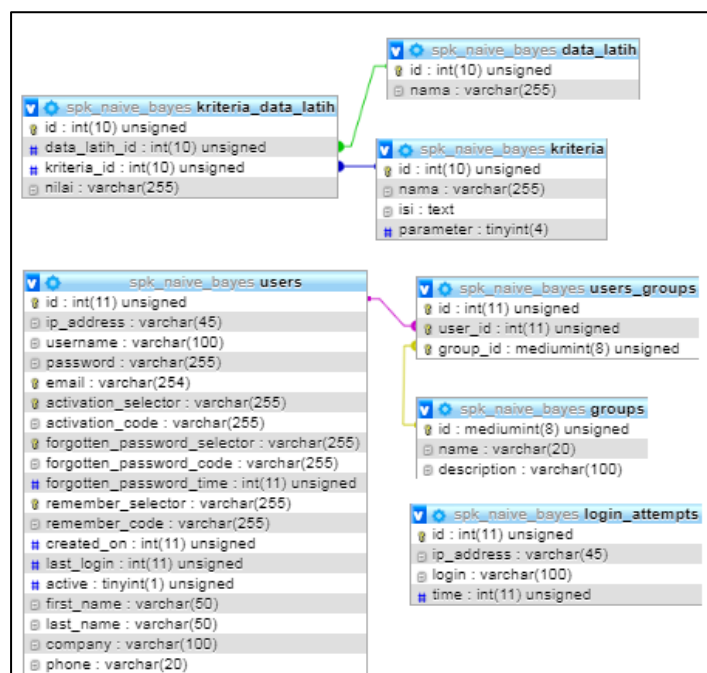 spk_naive_bayes data_latih
id : int(10) unsigned
nama : varchar(255)
spk_naive_bayes kriteria_data_latih
id : int(10) unsigned
data_latih_id : int(10) unsigned
kriteria_id : int(10) unsigned
nilai : varchar(255)
spk_naive_bayes kriteria
id : int(10) unsigned
nama : varchar(255)
isi : text
parameter : tinyint(4)
spk_naive_bayes users
id : int(11) unsigned
ip_address : varchar(45)
username : varchar(100)
password : varchar(255)
email : varchar(254)
activation_selector : varchar(255)
activation_code : varchar(255)
forgotten_password_selector : varchar(255)
forgotten_password_code : varchar(255)
forgotten_password_time : int(11) unsigned
remember_selector : varchar(255)
remember_code : varchar(255)
created_on : int(11) unsigned
last_login : int(11) unsigned
active : tinyint(1) unsigned
first_name : varchar(50)
last_name : varchar(50)
company : varchar(100)
phone : varchar(20)
spk_naive_bayes users_groups
id : int(11) unsigned
user_id : int(11) unsigned
group_id : mediumint(8) unsigned
spk_naive_bayes groups
id : mediumint(8) unsigned
name : varchar(20)
description : varchar(100)
spk_naive_bayes login_attempts
id : int(11) unsigned
ip_address : varchar(45)
login : varchar(100)
time : int(11) unsigned